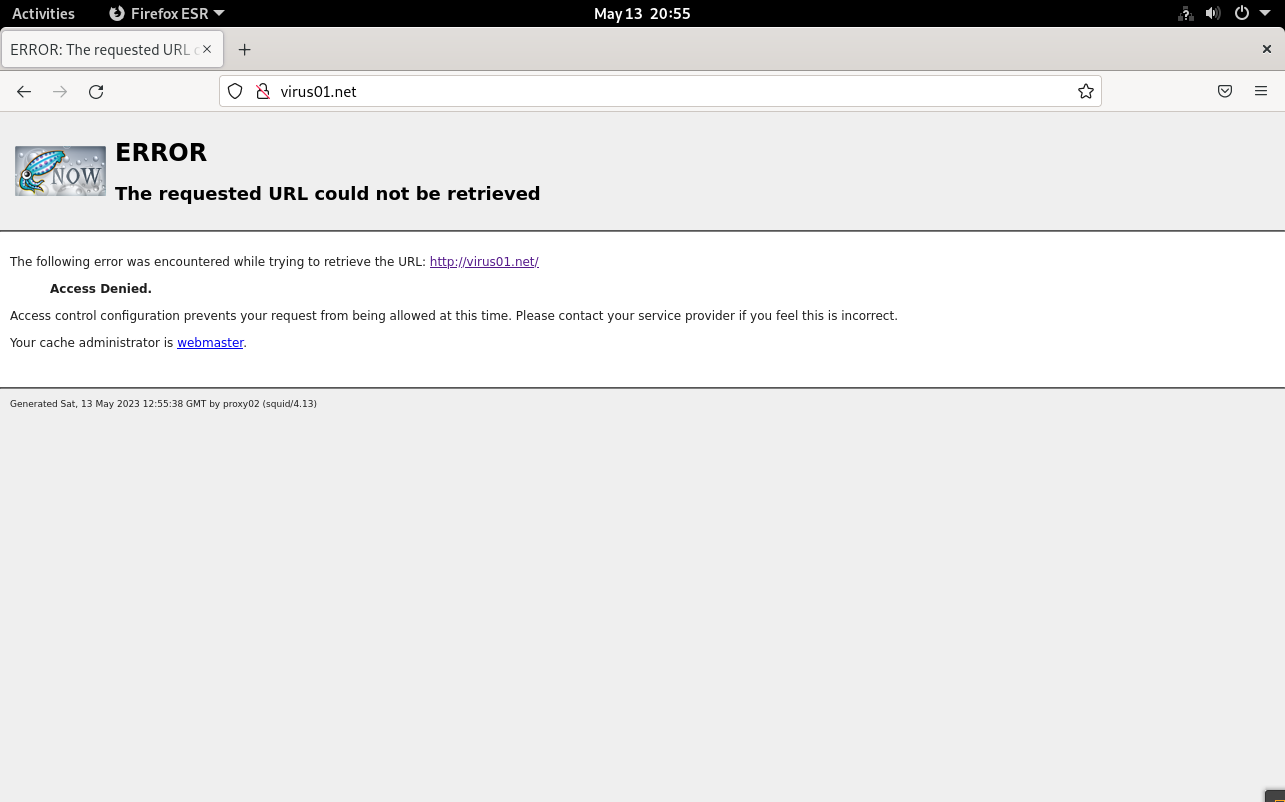 Activities Firefox ESR May 13 20:55
ERROR: The requested URL
virus01.net
NOW
ERROR
The requested URL could not be retrieved
The following error was encountered while trying to retrieve the URL: http://virus01.net/
Access Denied.
Access control configuration prevents your request from being allowed at this time. Please contact your service provider if you feel this is incorrect.
Your cache administrator is webmaster.
Generated Sat, 13 May 2023 12:55:38 GMT by proxy02 (squid/4.13)